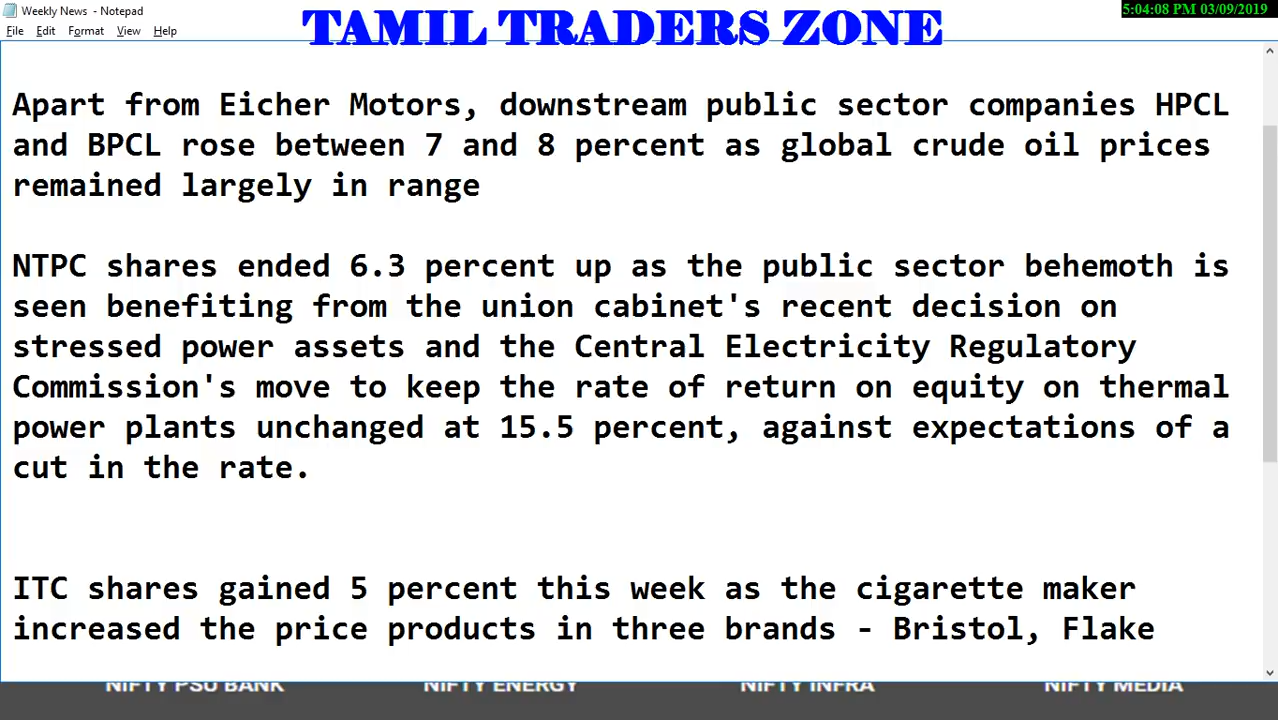 Weekly News - Notepad
TAMIL TRADERS ZONE
5:04:08 PM 03/09/2019
File Edit Format View Help
Apart from Eicher Motors, downstream public sector companies HPCL
and BPCL rose between 7 and 8 percent as global crude oil prices
remained largely in range
NTPC shares ended 6.3 percent up as the public sector behemoth is
seen benefiting from the union cabinet's recent decision on
stressed power assets and the Central Electricity Regulatory
Commission's move to keep the rate of return on equity on thermal
power plants unchanged at 15.5 percent, against expectations of a
cut in the rate.
ITC shares gained 5 percent this week as the cigarette maker
increased the price products in three brands - Bristol, Flake
NIFTY PSU BANK NIFTY ENERGY NIFTY INFRA NIFTY MEDIA